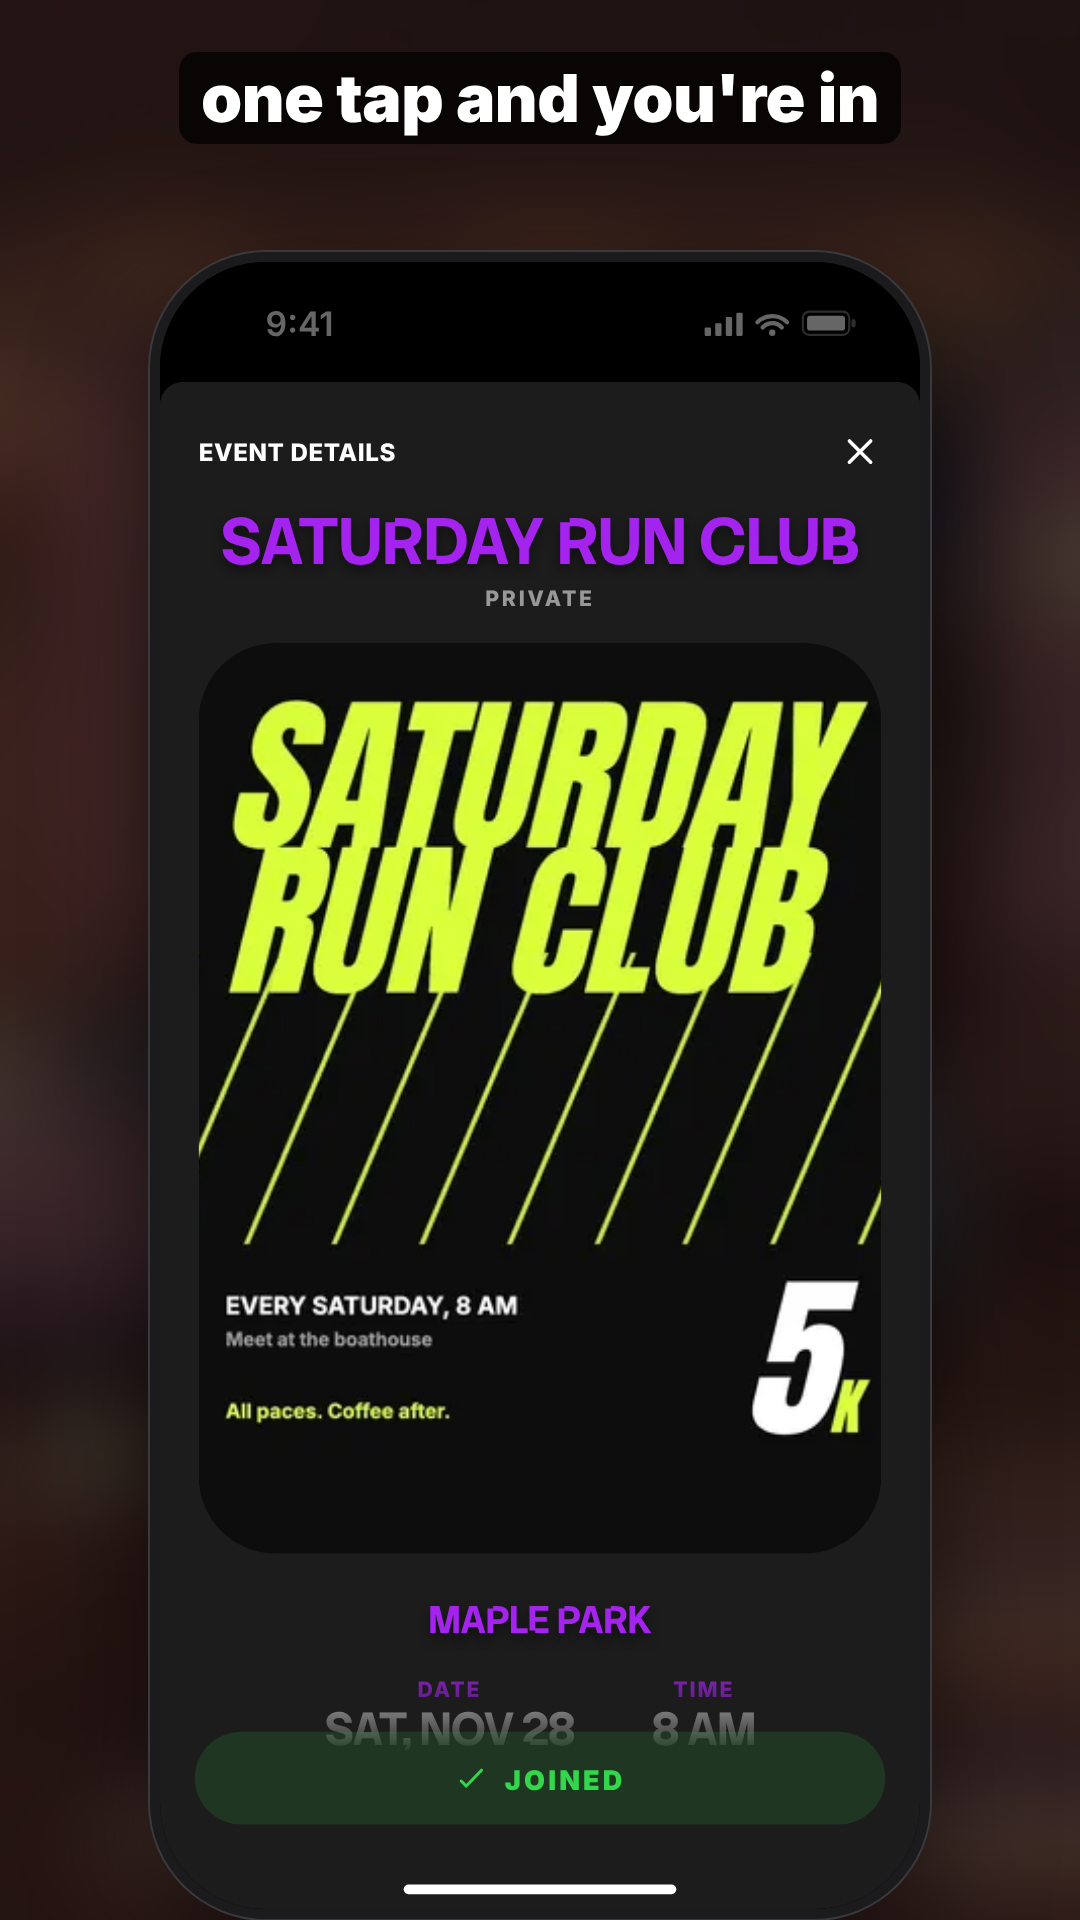 one tap and you're in
9:41
EVENT DETAILS
SATURDAY RUN CLUB
PRIVATE
SATURDAY
RUN CLUB
EVERY SATURDAY, 8 AM
Meet at the boathouse
All paces. Coffee after.
5K
MAPLE PARK
DATE TIME
SAT, NOV 28 8 AM
JOINED